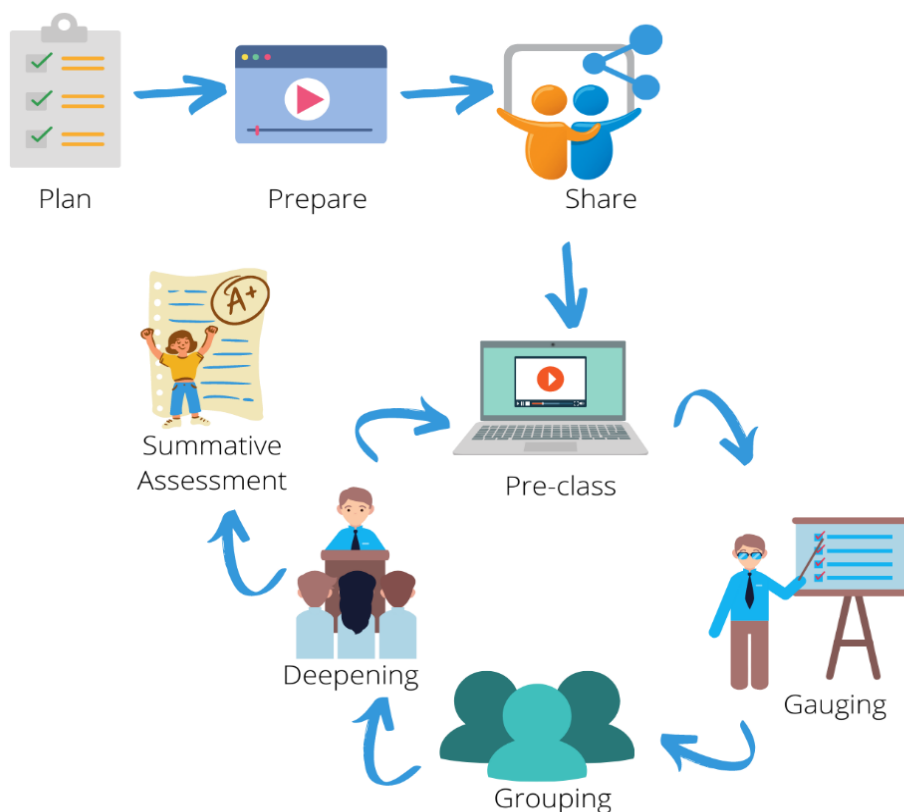 Plan
Prepare
Share
A+
Summative
Assessment
Pre-class
Deepening
Gauging
Grouping